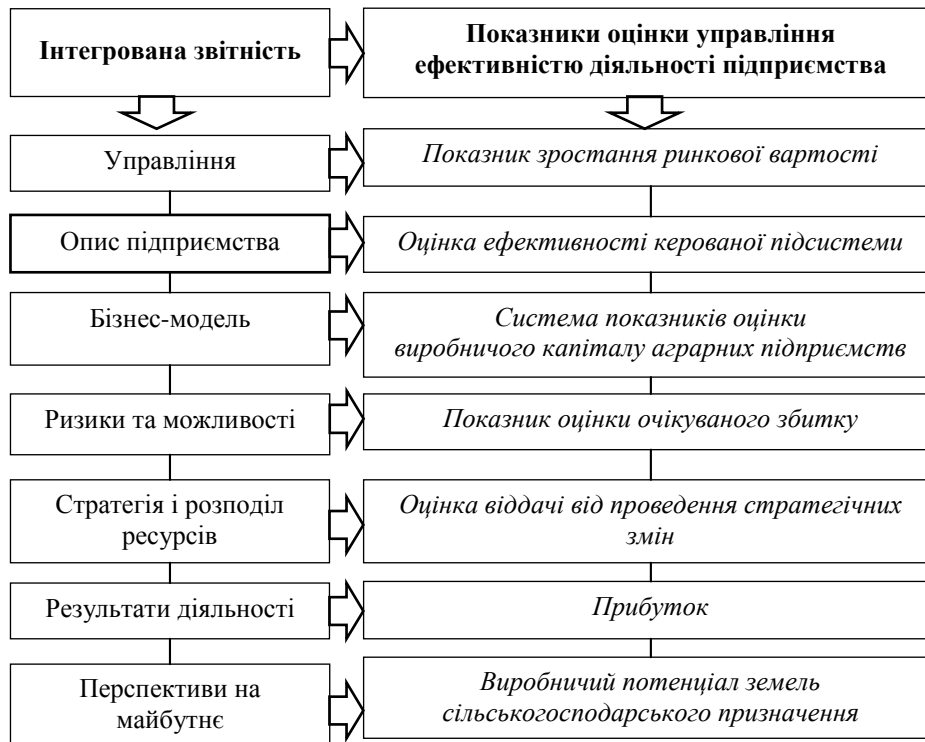 Інтегрована звітність
Показники оцінки управління
ефективністю діяльності підприємства
Управління
Показник зростання ринкової вартості
Опис підприємства
Оцінка ефективності керованої підсистеми
Бізнес-модель
Система показників оцінки
виробничого капіталу аграрних підприємств
Ризики та можливості
Показник оцінки очікуваного збитку
Стратегія і розподіл
ресурсів
Оцінка віддачі від проведення стратегічних
змін
Результати діяльності
Прибуток
Перспективи на
майбутнє
Виробничий потенціал земель
сільськогосподарського призначення